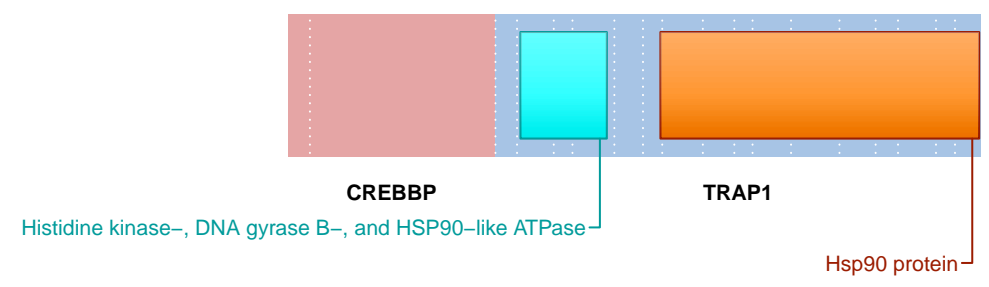 CREBBP TRAP1
Histidine kinase−, DNA gyrase B−, and HSP90−like ATPase
Hsp90 protein